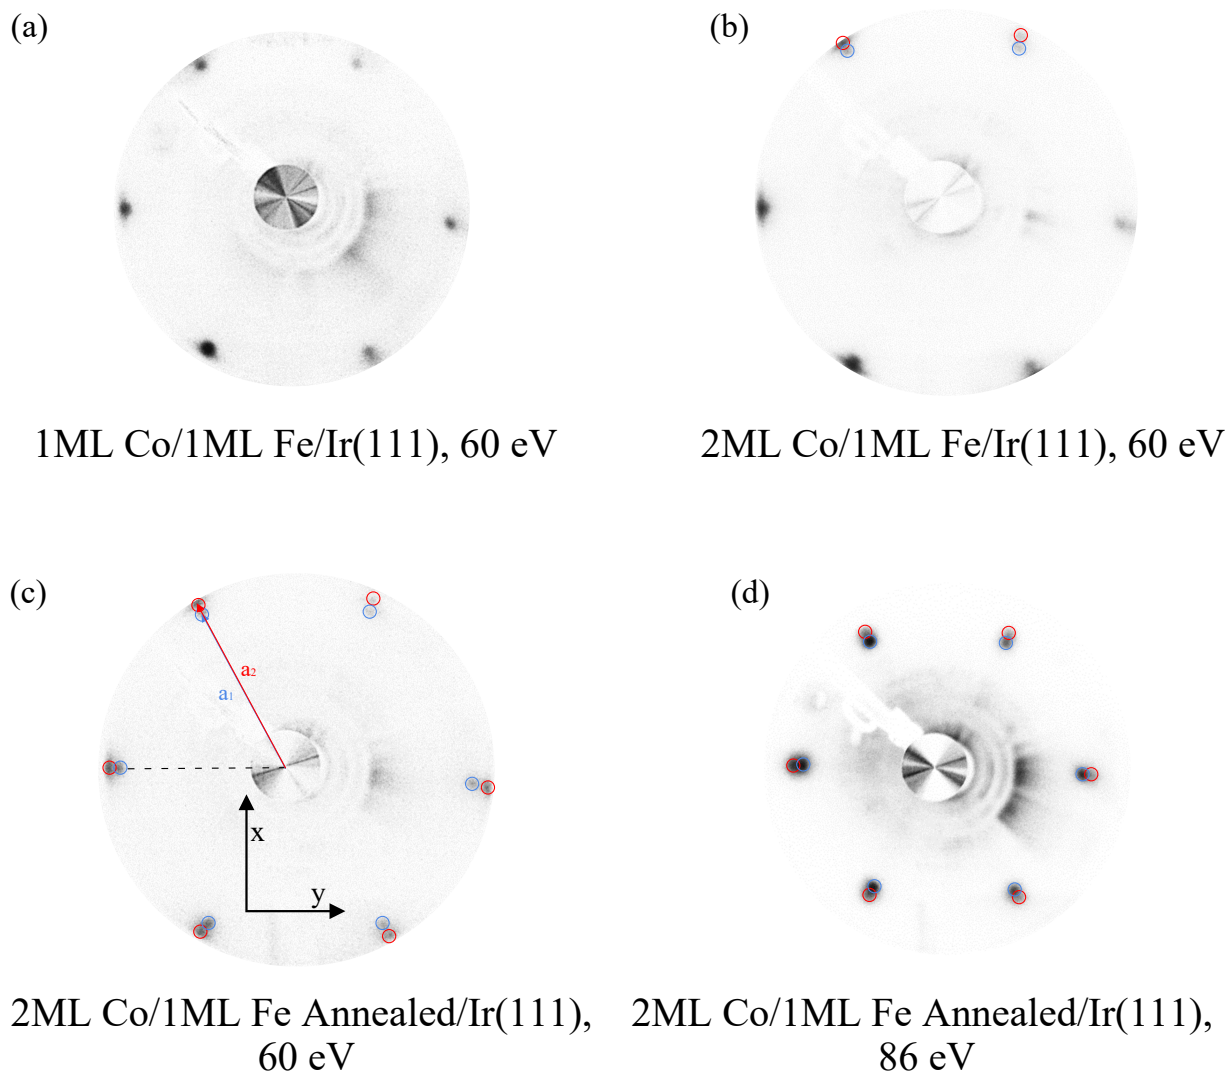 (a)
(b)
1ML Co/1ML Fe/Ir(111), 60 eV
2ML Co/1ML Fe/Ir(111), 60 eV
(c)
(d)
a₂
a₁
x
y
2ML Co/1ML Fe Annealed/Ir(111),
60 eV
2ML Co/1ML Fe Annealed/Ir(111),
86 eV